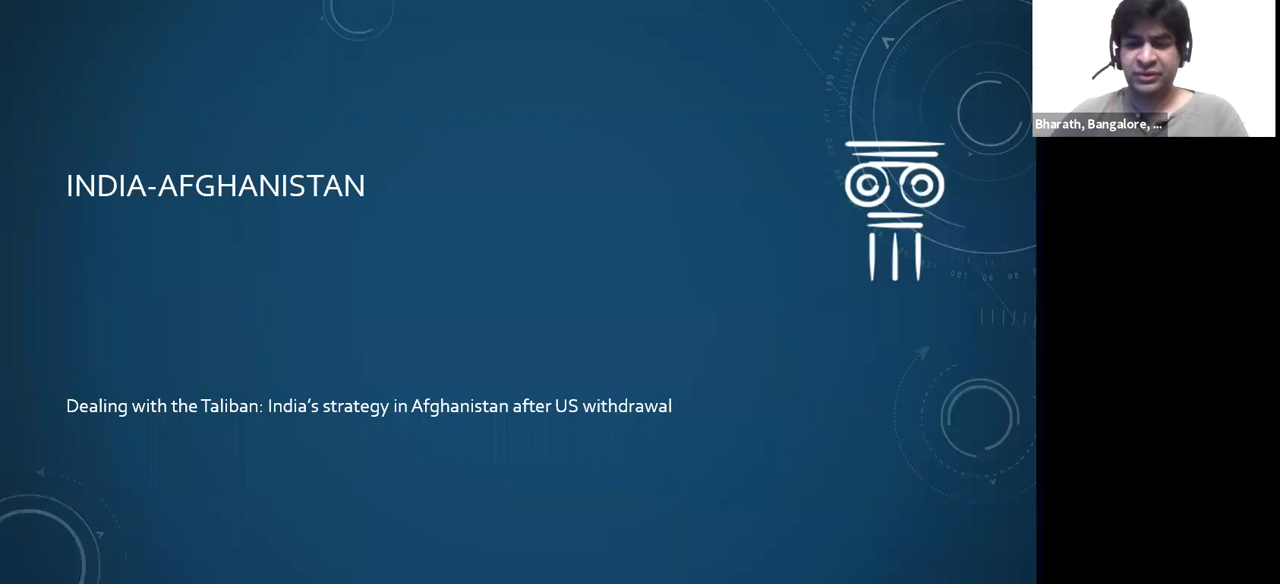 INDIA-AFGHANISTAN
Dealing with the Taliban: India's strategy in Afghanistan after US withdrawal
Bharath, Bangalore, ...